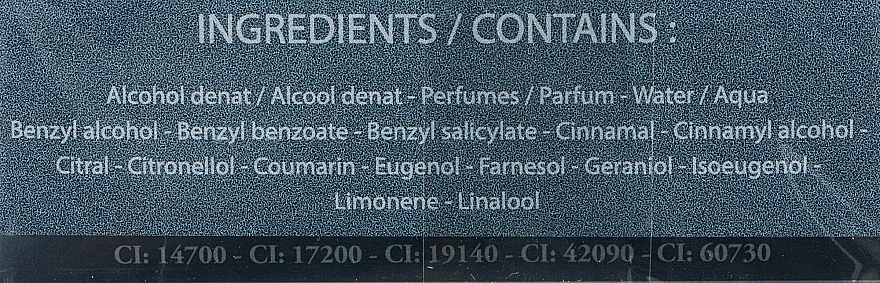 INGREDIENTS / CONTAINS :
Alcohol denat / Alcool denat - Perfumes / Parfum - Water / Aqua
Benzyl alcohol - Benzyl benzoate - Benzyl salicylate - Cinnamal - Cinnamyl alcohol -
Citral - Citronellol - Coumarin - Eugenol - Farnesol - Geraniol - Isoeugenol -
Limonene - Linalool
CI: 14700 - CI: 17200 - CI: 19140 - CI: 42090 - CI: 60730